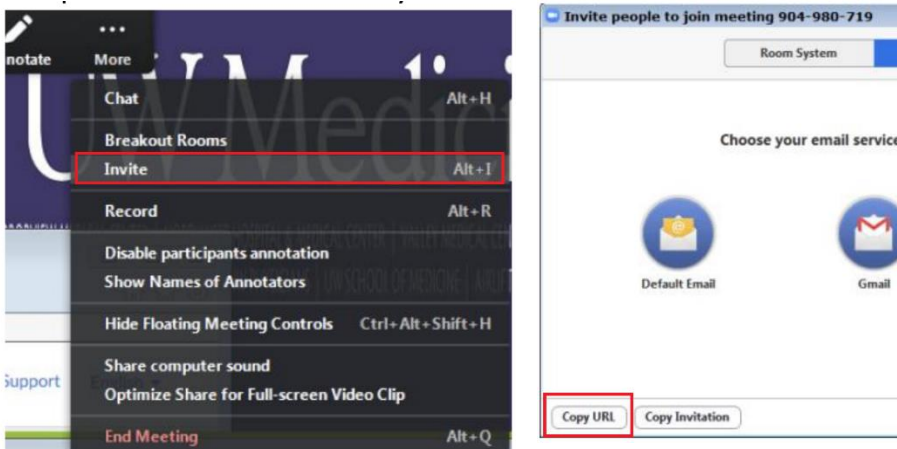 notate More
UW Medicin
Chat Alt+H
Breakout Rooms
Invite Alt+I
Record Alt+R
Disable participants annotation
Show Names of Annotators
Hide Floating Meeting Controls Ctrl+Alt+Shift+H
Share computer sound
Support
Optimize Share for Full-screen Video Clip
End Meeting Alt+Q
Invite people to join meeting 904-980-719
Room System
Choose your email service
Default Email Gmail
Copy URL Copy Invitation